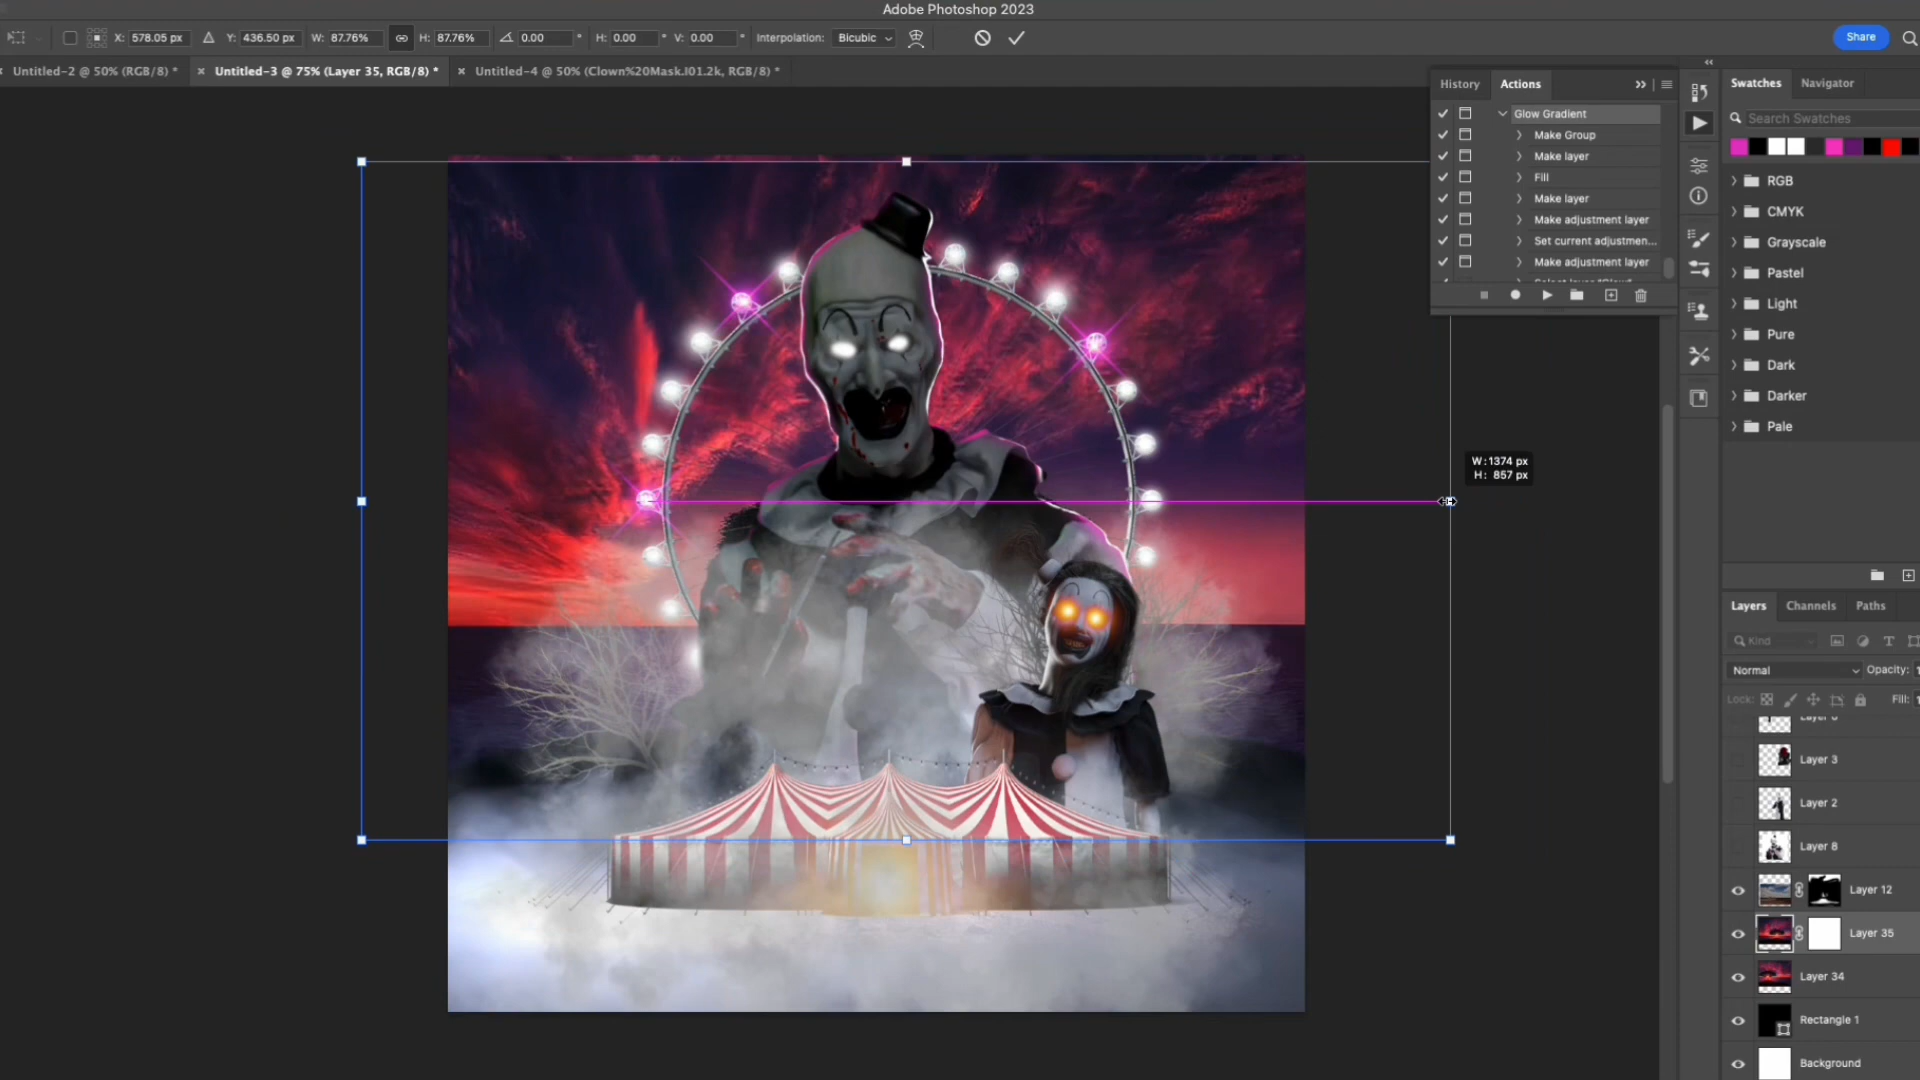 Adobe Photoshop 2023
X: 578.05 px Y: 436.50 px W: 87.76% H: 87.76% 0.00 ° H: 0.00 ° V: 0.00 ° Interpolation: Bicubic Share
Untitled-2 @ 50% (RGB/8) * × Untitled-3 @ 75% (Layer 35, RGB/8) * × Untitled-4 @ 50% (Clown%20Mask.I01.2k, RGB/8) *
History Actions
Glow Gradient
Make Group
Make layer
Fill
Make layer
Make adjustment layer
Set current adjustmen...
Make adjustment layer
W: 1374 px
H: 857 px
Swatches Navigator
Search Swatches
RGB
CMYK
Grayscale
Pastel
Light
Pure
Dark
Darker
Pale
Layers Channels Paths
Kind
Normal Opacity:
Lock: Fill:
Layer 3
Layer 2
Layer 8
Layer 12
Layer 35
Layer 34
Rectangle 1
Background